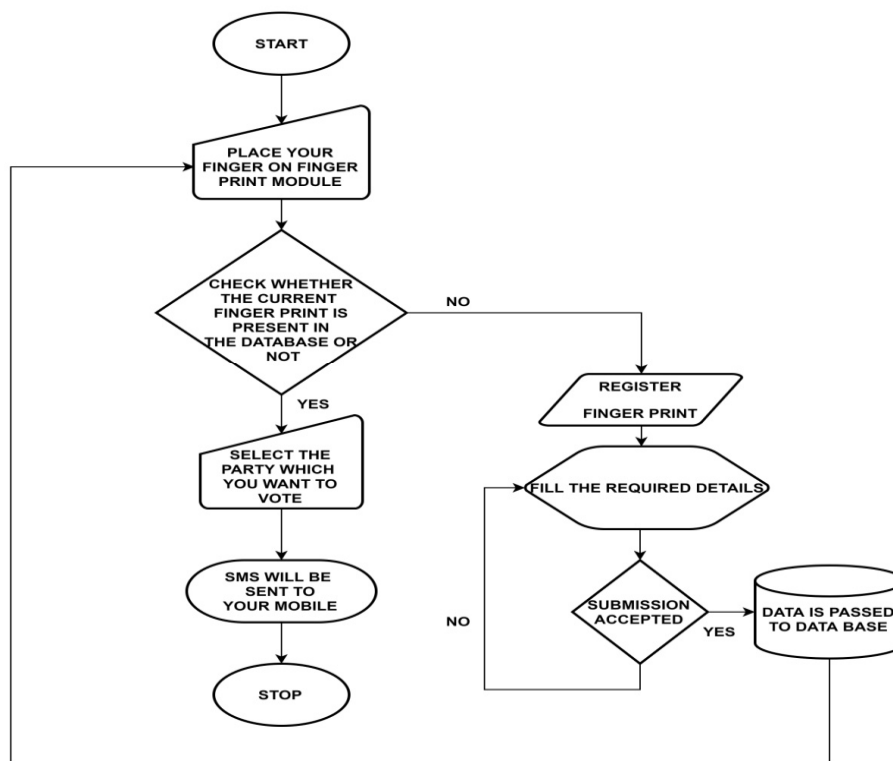 START
PLACE YOUR
FINGER ON FINGER
PRINT MODULE
CHECK WHETHER
THE CURRENT
FINGER PRINT IS
PRESENT IN
THE DATABASE OR
NOT
NO
YES
REGISTER
FINGER PRINT
SELECT THE
PARTY WHICH
YOU WANT TO
VOTE
FILL THE REQUIRED DETAILS
SMS WILL BE
SENT TO
YOUR MOBILE
SUBMISSION
ACCEPTED
NO
YES
DATA IS PASSED
TO DATA BASE
STOP